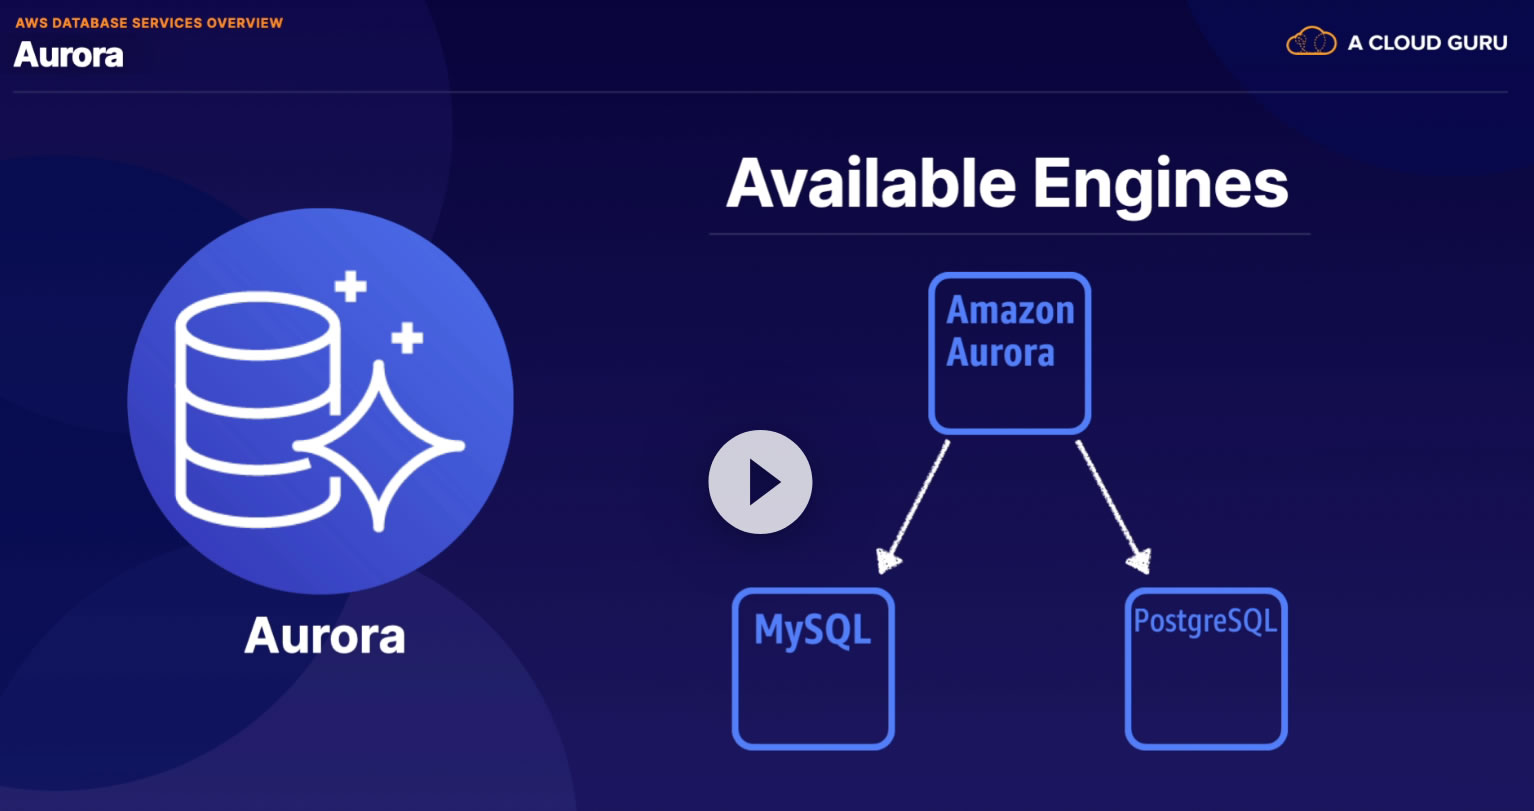 AWS DATABASE SERVICES OVERVIEW
Aurora
A CLOUD GURU
Available Engines
Amazon
Aurora
MySQL
PostgreSQL
Aurora